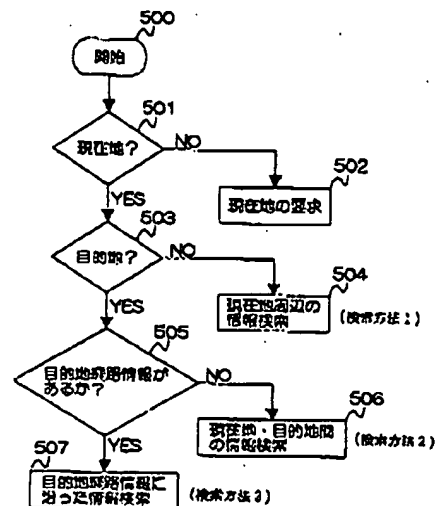 500
開始
501
現在地?
NO
502
現在地の要求
YES
503
目的地?
NO
504
現在地周辺の
情報検索
(検索方法1)
YES
505
目的地経路情報が
あるか?
NO
506
現在地・目的地間
の情報検索
(検索方法2)
YES
507
目的地経路情報に
沿った情報検索
(検索方法3)